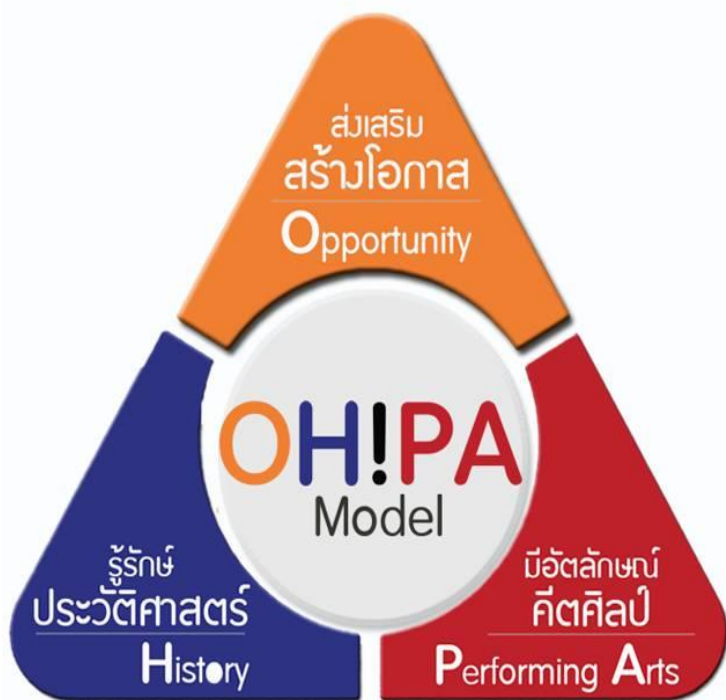 ส่งเสริม
สร้างโอกาส
Opportunity
OH!PA
Model
รู้รักษ์
ประวัติศาสตร์
History
มีอัตลักษณ์
คีตศิลป์
Performing Arts